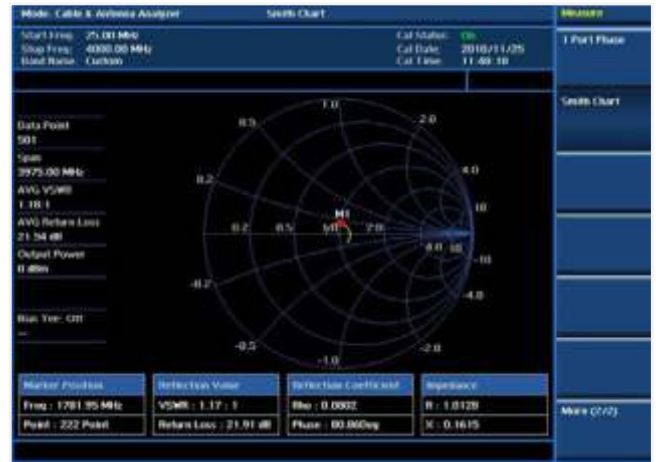 Mode: Cable & Antenna Analyzer
Smith Chart
Measure
Start Freq: 25.00 MHz
Stop Freq: 4000.00 MHz
Band Name: Custom
Cal Status: On
Cal Date: 2010/11/25
Cal Time: 11:40:10
1 Port Phase
Smith Chart
Data Point
501
Span
3975.00 MHz
AVG VSWR
1.18:1
AVG Return Loss
21.94 dB
Output Power
0 dBm
Bias Tee: Off
--
1.0
0.5
2.0
0.2
4.0
10
M1
0.2
0.5
1.0
2.0
4.0
10
-10
-0.2
-4.0
-0.5
-2.0
-1.0
Marker Position
Reflection Value
Reflection Coefficient
Impedance
Freq : 1781.95 MHz
VSWR : 1.17 : 1
Rho : 0.0802
R : 1.0128
Point : 222 Point
Return Loss : 21.91 dB
Phase : 80.86Deg
X : 0.1615
More (2/2)